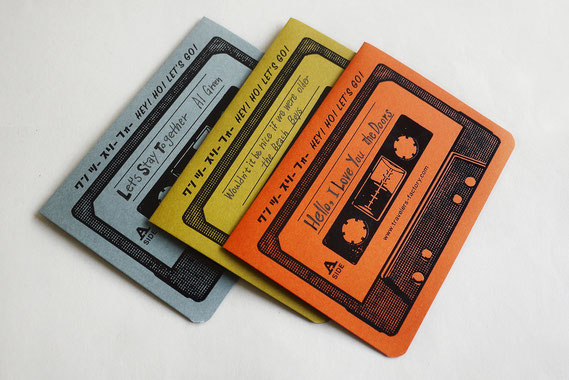 ワン ツー スリー フォー HEY! HO! LET'S GO!
Let's Stay Together Al Green
A
SIDE
ワン ツー スリー フォー HEY! HO! LET'S GO!
Wouldn't it be nice if we were older
the Beach Boys
ワン ツー スリー フォー HEY! HO! LET'S GO!
Hello, I Love You the Doors
A
SIDE
www.travelers-factory.com